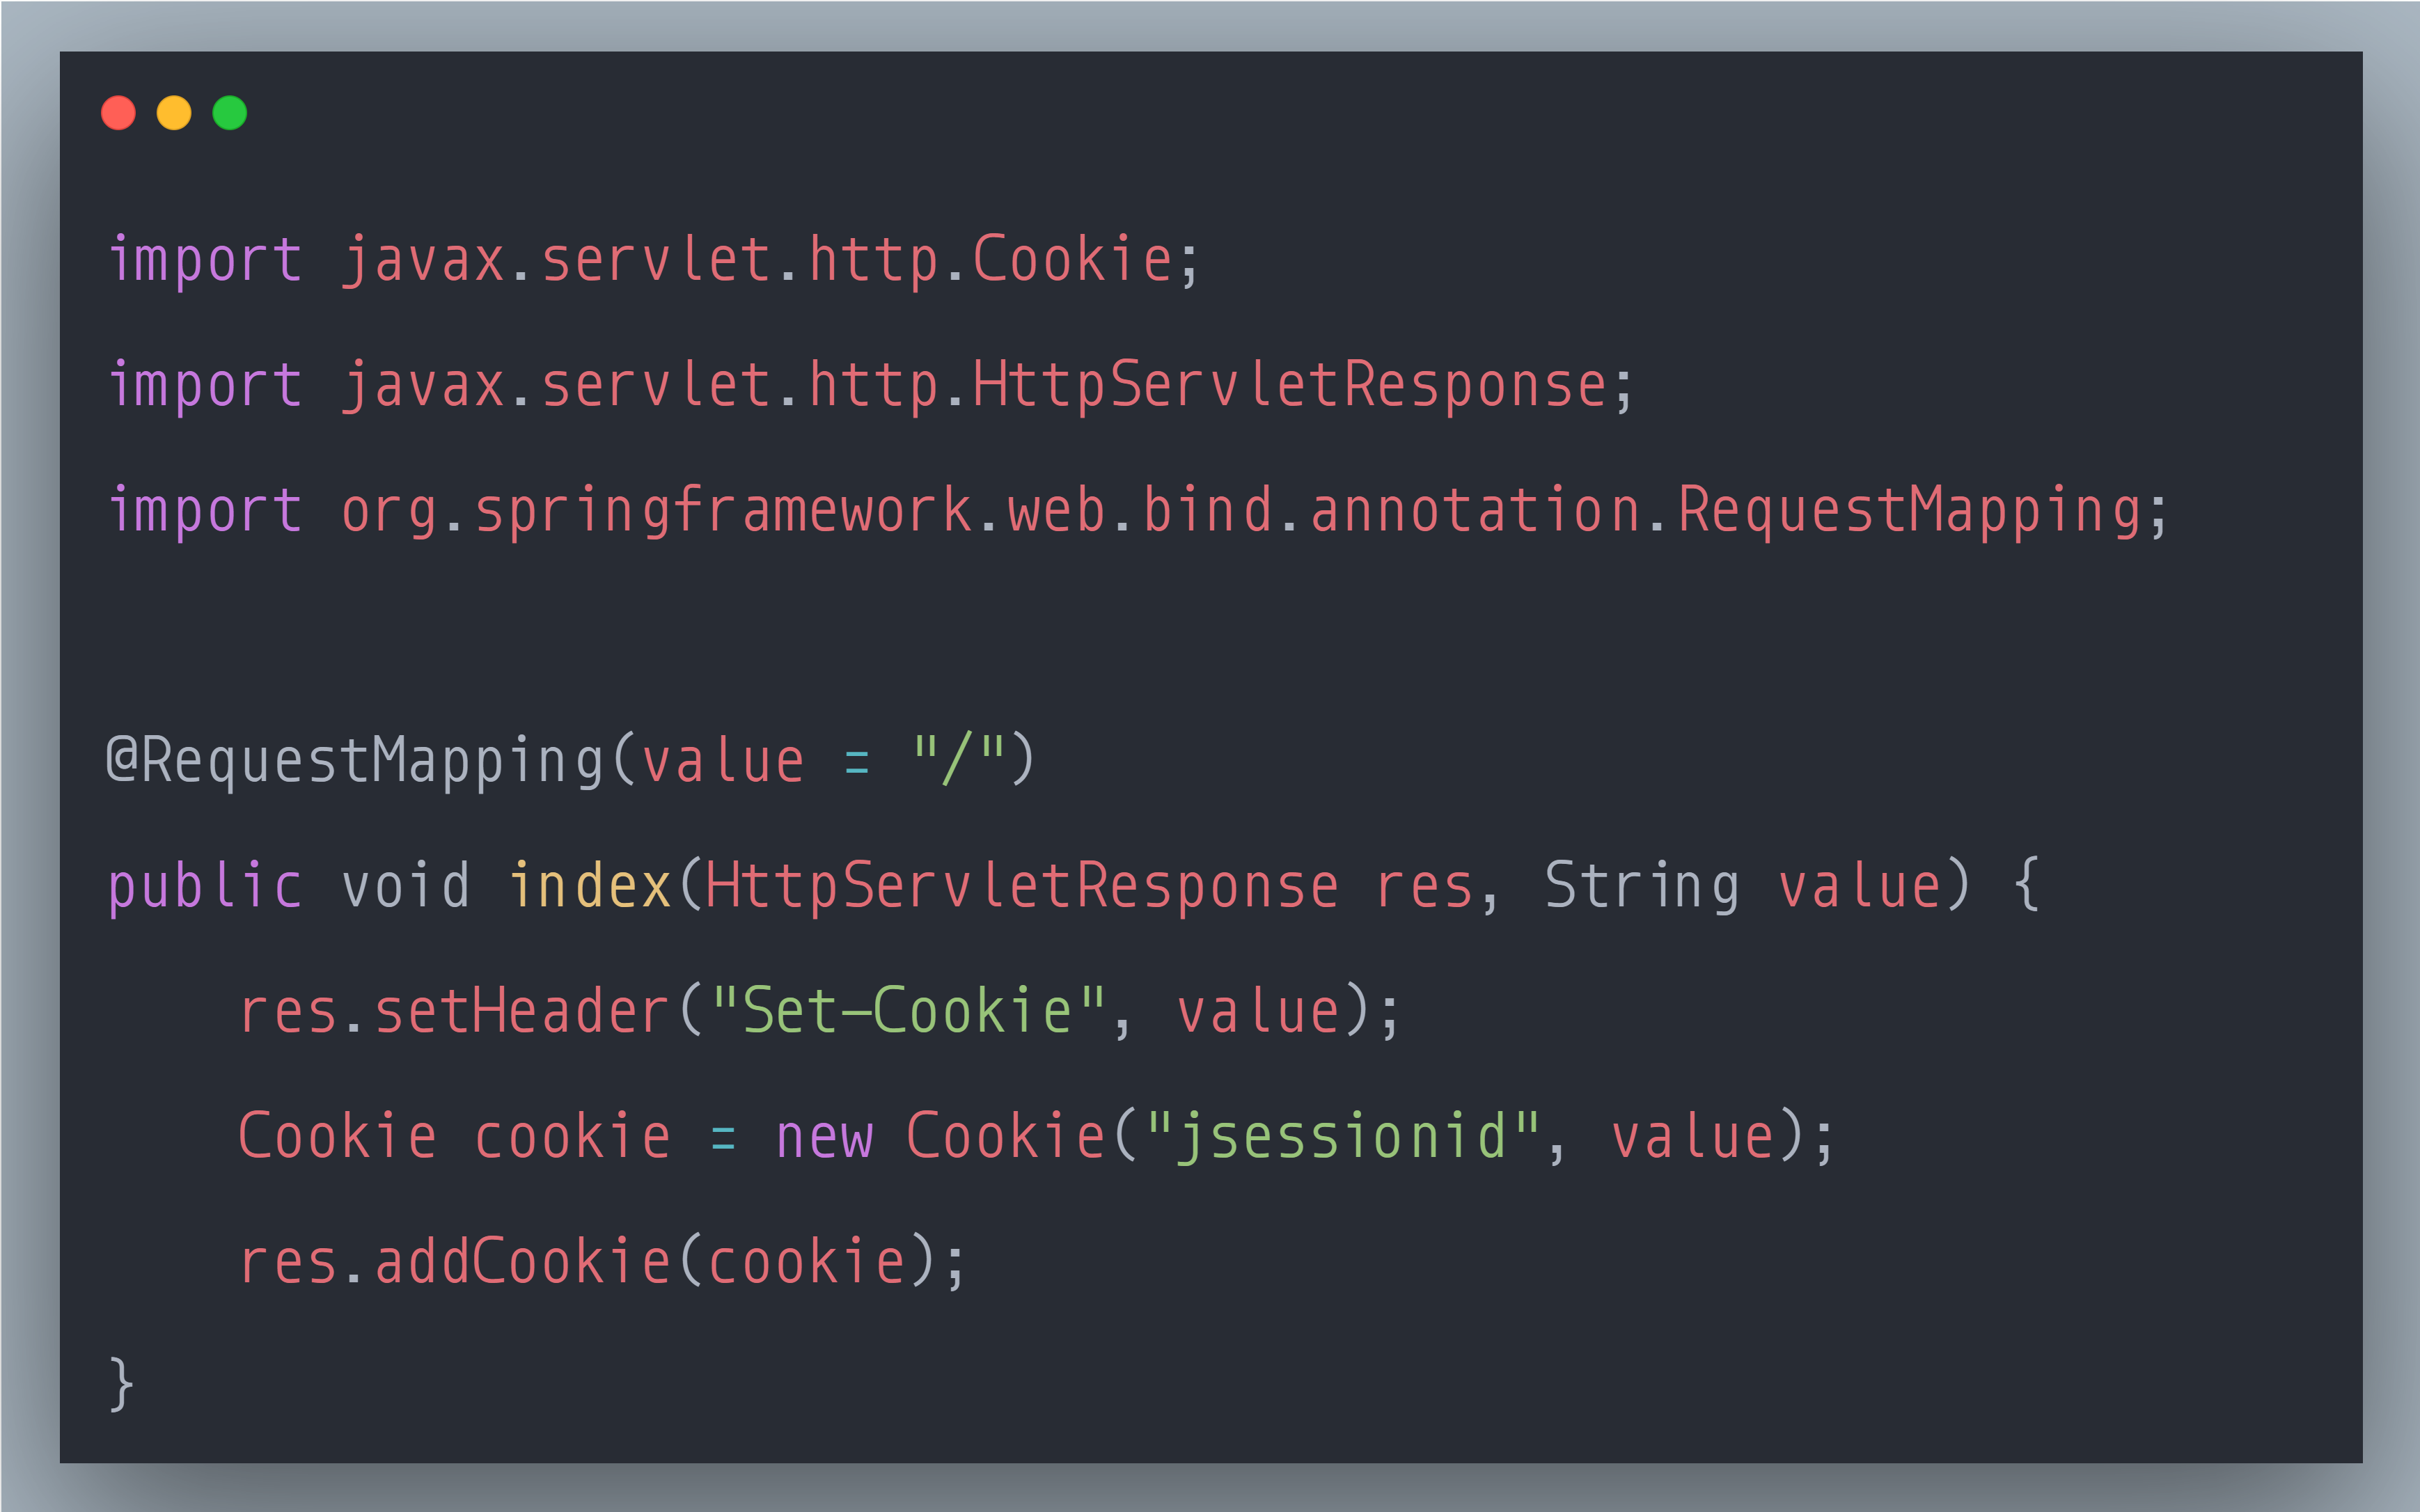 import javax.servlet.http.Cookie;
import javax.servlet.http.HttpServletResponse;
import org.springframework.web.bind.annotation.RequestMapping;
@RequestMapping(value = "/")
public void index(HttpServletResponse res, String value) {
    res.setHeader("Set-Cookie", value);
    Cookie cookie = new Cookie("jsessionid", value);
    res.addCookie(cookie);
}